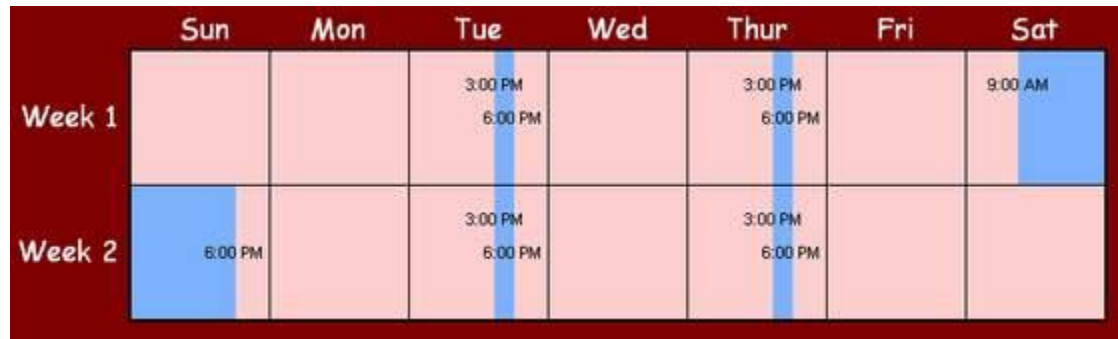 Sun Mon Tue Wed Thur Fri Sat
Week 1
3:00 PM 3:00 PM 9:00 AM
6:00 PM 6:00 PM
Week 2
3:00 PM 3:00 PM
6:00 PM 6:00 PM 6:00 PM